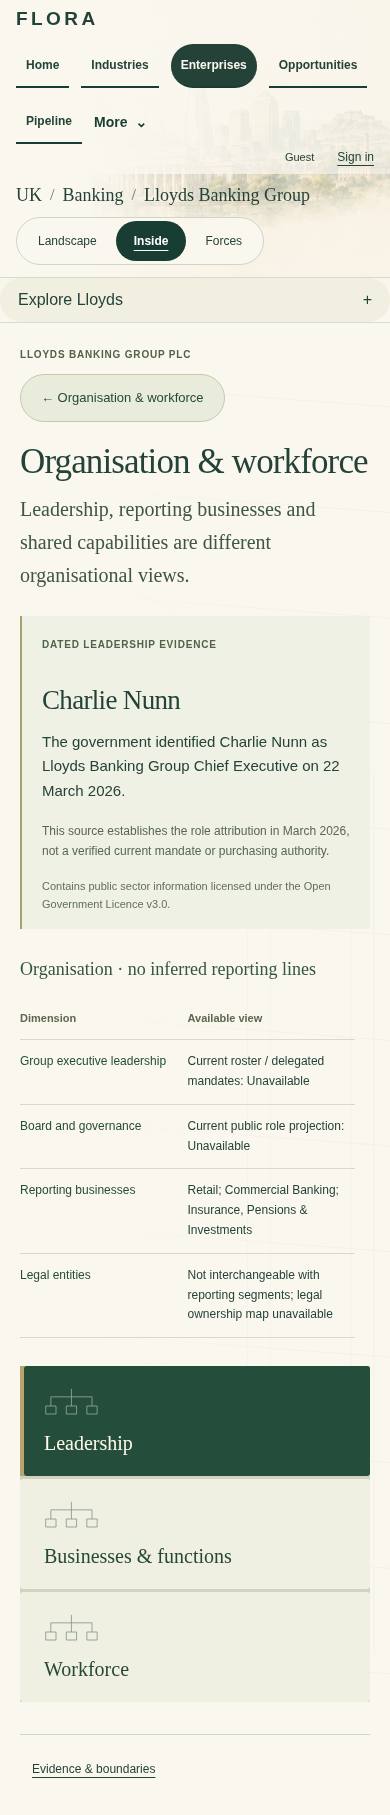 FLORA
Home Industries Enterprises Opportunities
Pipeline More ⌄
Guest Sign in
UK / Banking / Lloyds Banking Group
Landscape Inside Forces
Explore Lloyds +
LLOYDS BANKING GROUP PLC
← Organisation & workforce
Organisation & workforce
Leadership, reporting businesses and
shared capabilities are different
organisational views.
DATED LEADERSHIP EVIDENCE
Charlie Nunn
The government identified Charlie Nunn as
Lloyds Banking Group Chief Executive on 22
March 2026.
This source establishes the role attribution in March 2026,
not a verified current mandate or purchasing authority.
Contains public sector information licensed under the Open
Government Licence v3.0.
Organisation · no inferred reporting lines
Dimension Available view
Group executive leadership Current roster / delegated
mandates: Unavailable
Board and governance Current public role projection:
Unavailable
Reporting businesses Retail; Commercial Banking;
Insurance, Pensions &
Investments
Legal entities Not interchangeable with
reporting segments; legal
ownership map unavailable
Leadership
Businesses & functions
Workforce
Evidence & boundaries